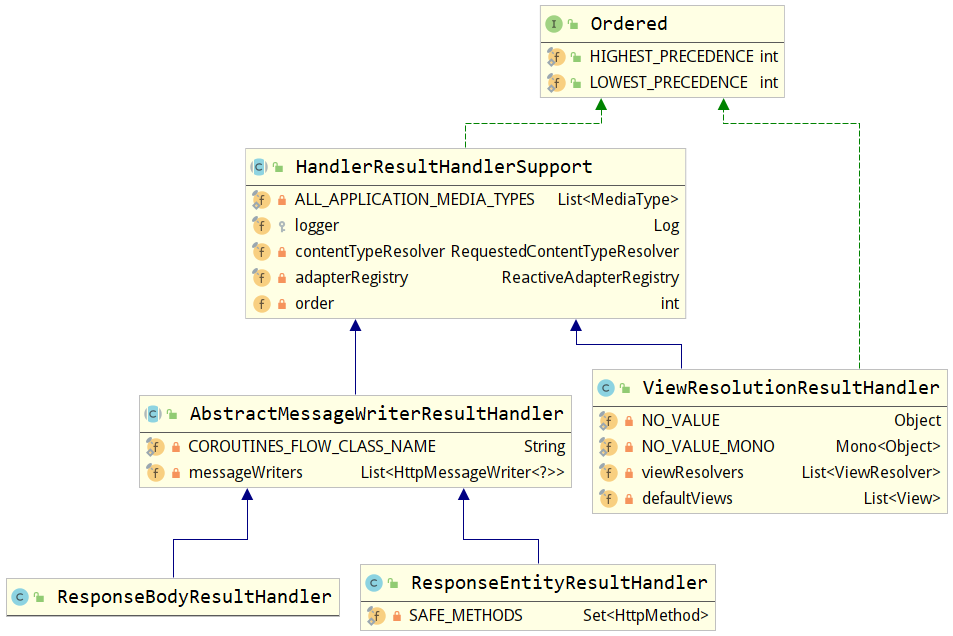 Ordered
HIGHEST_PRECEDENCE int
LOWEST_PRECEDENCE int
HandlerResultHandlerSupport
ALL_APPLICATION_MEDIA_TYPES List<MediaType>
logger Log
contentTypeResolver RequestedContentTypeResolver
adapterRegistry ReactiveAdapterRegistry
order int
AbstractMessageWriterResultHandler
COROUTINES_FLOW_CLASS_NAME String
messageWriters List<HttpMessageWriter<?>>
ViewResolutionResultHandler
NO_VALUE Object
NO_VALUE_MONO Mono<Object>
viewResolvers List<ViewResolver>
defaultViews List<View>
ResponseBodyResultHandler
ResponseEntityResultHandler
SAFE_METHODS Set<HttpMethod>